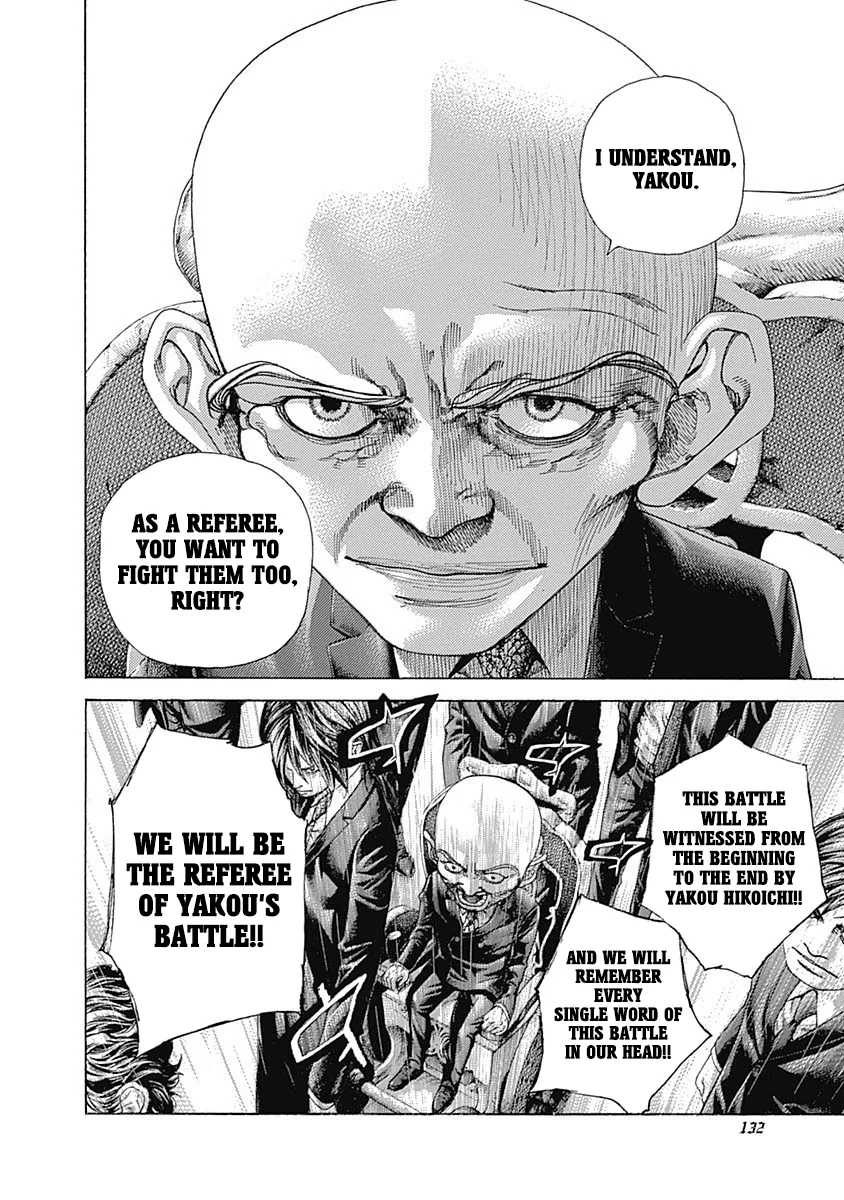 I UNDERSTAND,
YAKOU.
AS A REFEREE,
YOU WANT TO
FIGHT THEM TOO,
RIGHT?
THIS BATTLE
WILL BE
WITNESSED FROM
THE BEGINNING
TO THE END BY
YAKOU HIKOICHI!!
AND WE WILL
REMEMBER
EVERY
SINGLE WORD OF
THIS BATTLE
IN OUR HEAD!!
WE WILL BE
THE REFEREE
OF YAKOU'S
BATTLE!!
132